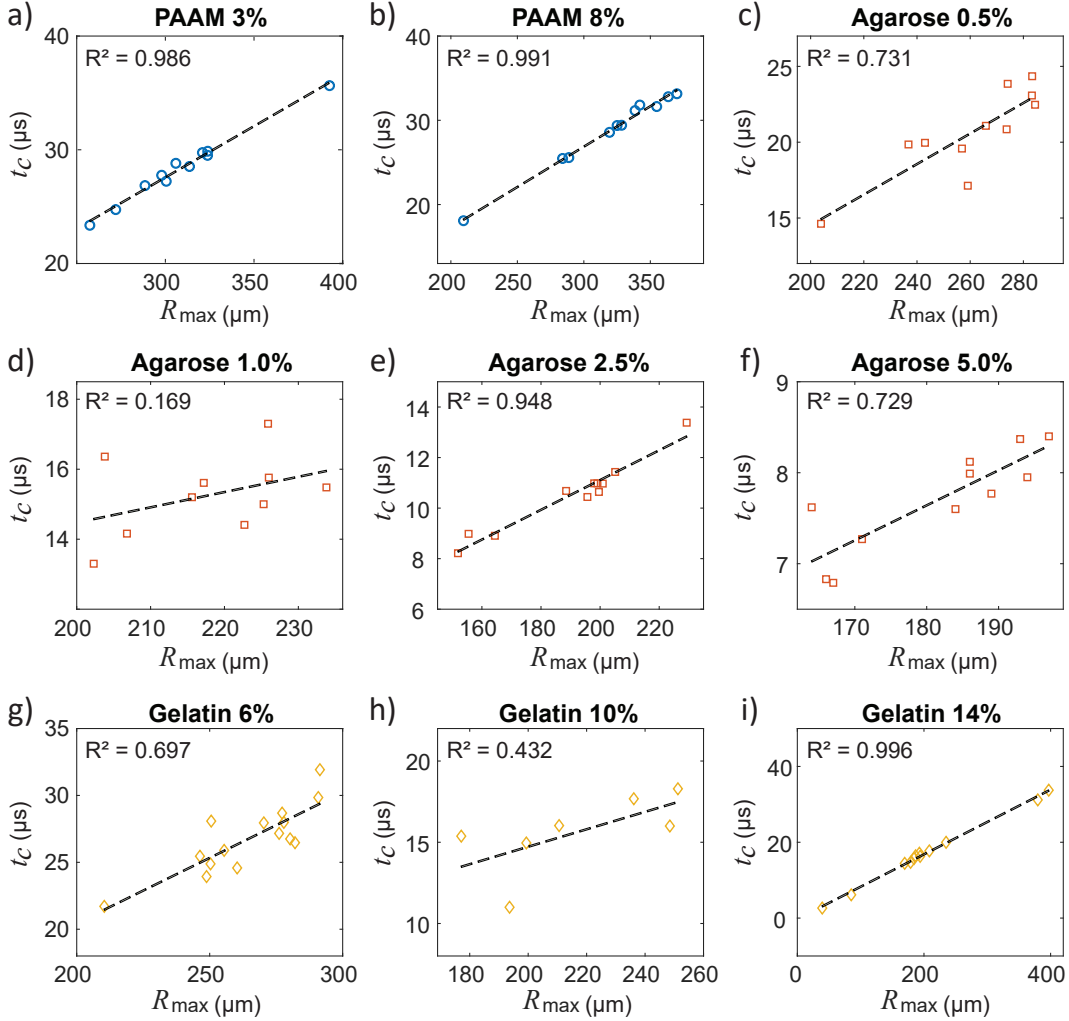 a) PAAM 3%
R² = 0.986
40
30
20
t_C (μs)
300 350 400
R_max (μm)
b) PAAM 8%
R² = 0.991
40
30
20
t_C (μs)
200 250 300 350
R_max (μm)
c) Agarose 0.5%
R² = 0.731
25
20
15
t_C (μs)
200 220 240 260 280
R_max (μm)
d) Agarose 1.0%
R² = 0.169
18
16
14
t_C (μs)
200 210 220 230
R_max (μm)
e) Agarose 2.5%
R² = 0.948
14
12
10
8
6
t_C (μs)
160 180 200 220
R_max (μm)
f) Agarose 5.0%
R² = 0.729
9
8
7
t_C (μs)
170 180 190
R_max (μm)
g) Gelatin 6%
R² = 0.697
35
30
25
20
t_C (μs)
200 250 300
R_max (μm)
h) Gelatin 10%
R² = 0.432
20
15
10
t_C (μs)
180 200 220 240 260
R_max (μm)
i) Gelatin 14%
R² = 0.996
50
40
20
0
t_C (μs)
0 200 400
R_max (μm)